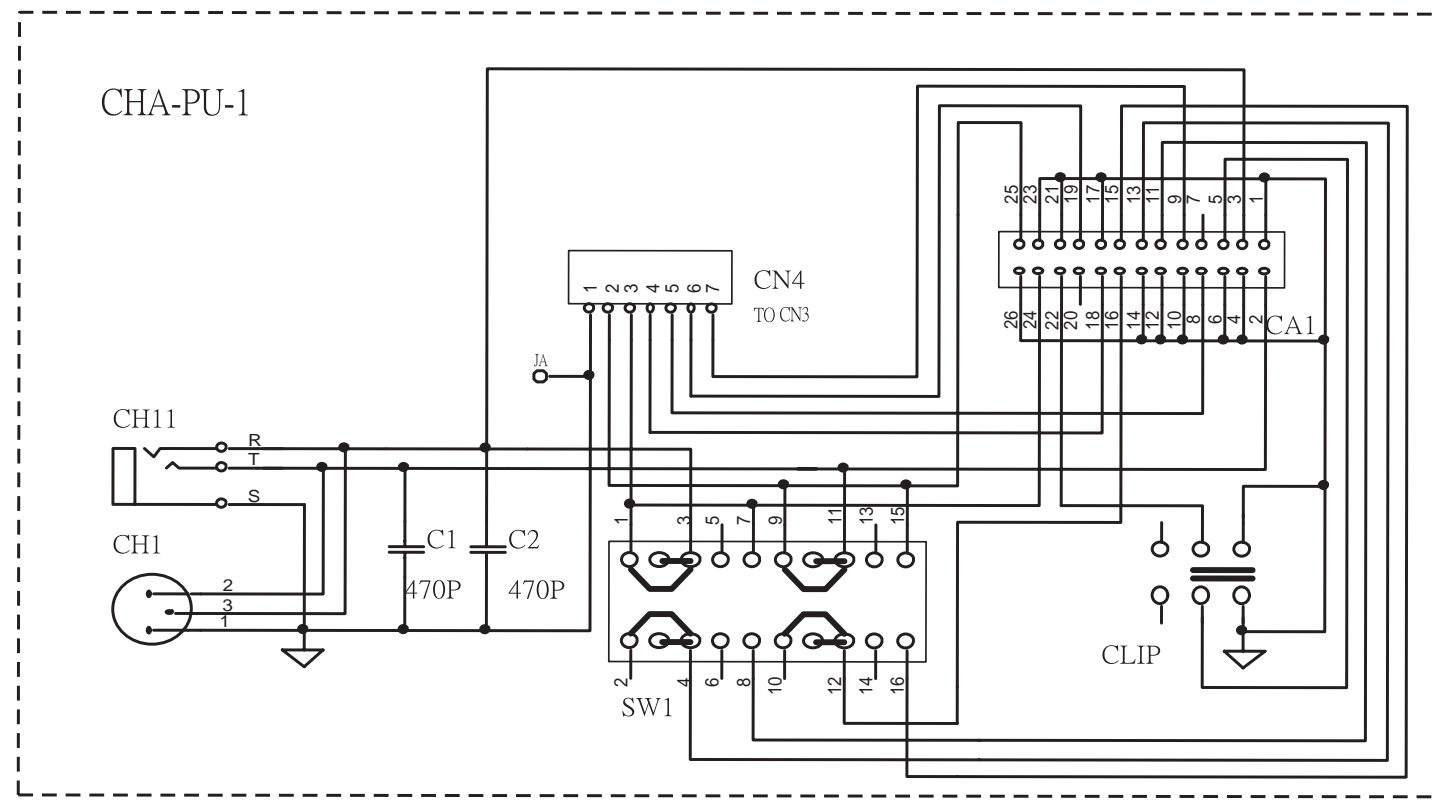 CHA-PU-1
25 23 21 19 17 15 13 11 9 7 5 3 1
1 2 3 4 5 6 7
CN4
TO CN3
26 24 22 20 18 16 14 12 10 8 6 4 2
CA1
JA
CH11
R
T
S
1 3 5 7 9 11 13 15
CH1
C1
C2
470P
470P
2
3
1
CLIP
2 4 6 8 10 12 14 16
SW1